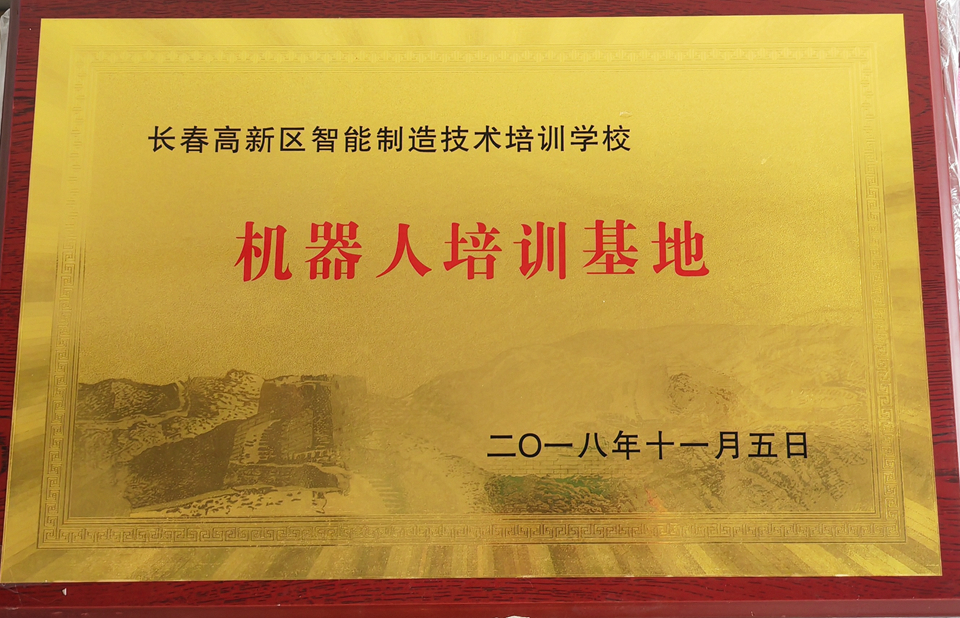 长春高新区智能制造技术培训学校
机器人培训基地
二〇一八年十一月五日